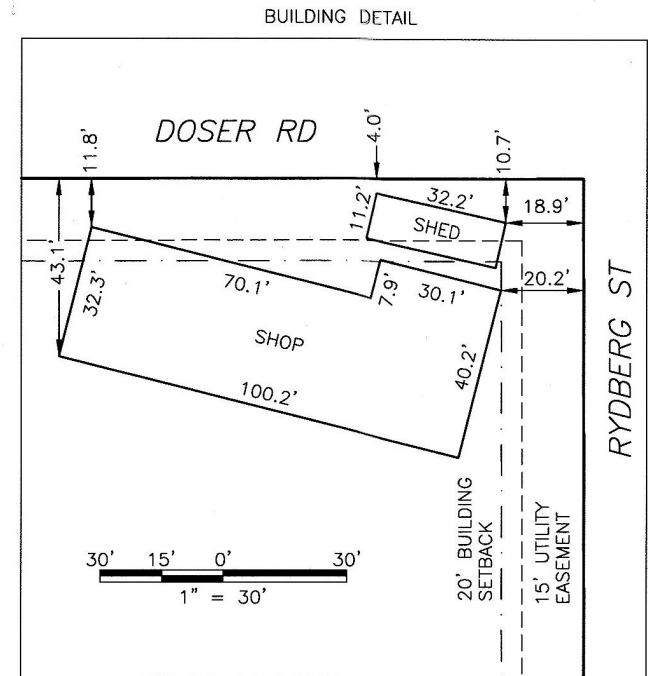 BUILDING DETAIL
DOSER RD
11.8'
4.0'
10.7'
32.2'
18.9'
11.2'
SHED
43.1'
32.3'
70.1'
7.9'
30.1'
20.2'
SHOP
40.2'
100.2'
RYDBERG ST
20' BUILDING
SETBACK
15' UTILITY
EASEMENT
30' 15' 0' 30'
1" = 30'